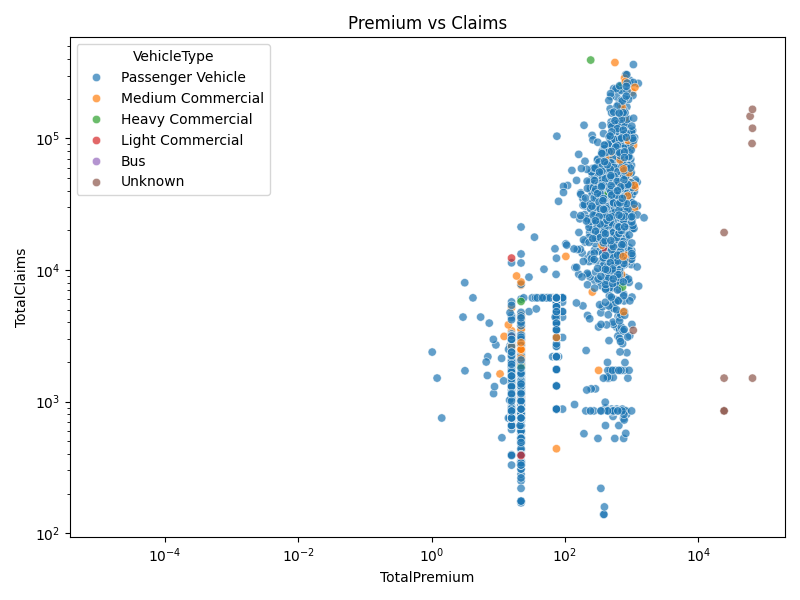 Premium vs Claims
VehicleType
Passenger Vehicle
Medium Commercial
Heavy Commercial
Light Commercial
Bus
Unknown
TotalClaims
10^5
10^4
10^3
10^2
10^-4
10^-2
10^0
10^2
10^4
TotalPremium